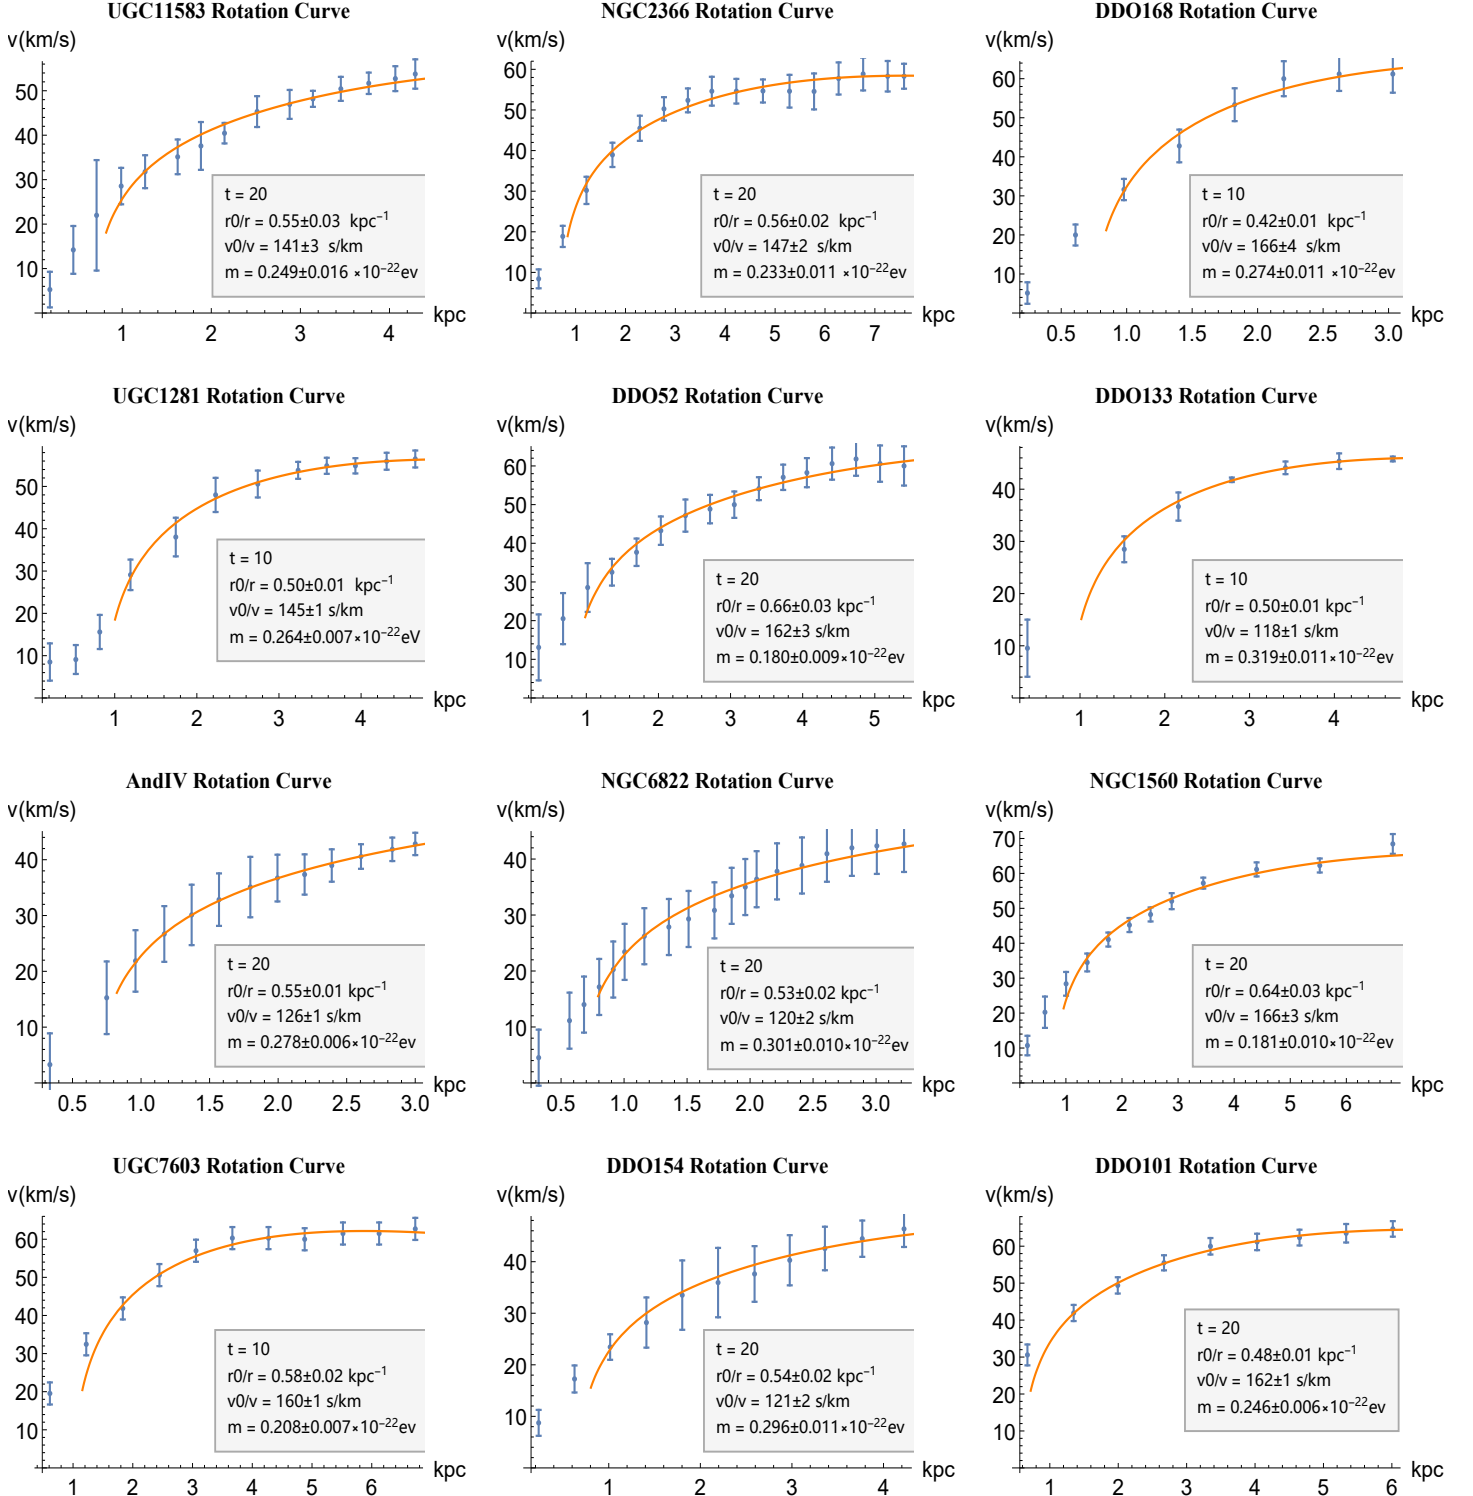 UGC11583 Rotation Curve
v(km/s)
50
40
30
20
10
1 2 3 4
kpc
t = 20
r0/r = 0.55±0.03 kpc⁻¹
v0/v = 141±3 s/km
m = 0.249±0.016 ×10⁻²²ev
NGC2366 Rotation Curve
v(km/s)
60
50
40
30
20
10
1 2 3 4 5 6 7
kpc
t = 20
r0/r = 0.56±0.02 kpc⁻¹
v0/v = 147±2 s/km
m = 0.233±0.011 ×10⁻²²ev
DDO168 Rotation Curve
v(km/s)
60
50
40
30
20
10
0.5 1.0 1.5 2.0 2.5 3.0
kpc
t = 10
r0/r = 0.42±0.01 kpc⁻¹
v0/v = 166±4 s/km
m = 0.274±0.011 ×10⁻²²ev
UGC1281 Rotation Curve
v(km/s)
50
40
30
20
10
1 2 3 4
kpc
t = 10
r0/r = 0.50±0.01 kpc⁻¹
v0/v = 145±1 s/km
m = 0.264±0.007×10⁻²²eV
DDO52 Rotation Curve
v(km/s)
60
50
40
30
20
10
1 2 3 4 5
kpc
t = 20
r0/r = 0.66±0.03 kpc⁻¹
v0/v = 162±3 s/km
m = 0.180±0.009×10⁻²²ev
DDO133 Rotation Curve
v(km/s)
40
30
20
10
1 2 3 4
kpc
t = 10
r0/r = 0.50±0.01 kpc⁻¹
v0/v = 118±1 s/km
m = 0.319±0.011×10⁻²²ev
AndIV Rotation Curve
v(km/s)
40
30
20
10
0.5 1.0 1.5 2.0 2.5 3.0
kpc
t = 20
r0/r = 0.55±0.01 kpc⁻¹
v0/v = 126±1 s/km
m = 0.278±0.006×10⁻²²ev
NGC6822 Rotation Curve
v(km/s)
40
30
20
10
0.5 1.0 1.5 2.0 2.5 3.0
kpc
t = 20
r0/r = 0.53±0.02 kpc⁻¹
v0/v = 120±2 s/km
m = 0.301±0.010×10⁻²²ev
NGC1560 Rotation Curve
v(km/s)
70
60
50
40
30
20
10
1 2 3 4 5 6
kpc
t = 20
r0/r = 0.64±0.03 kpc⁻¹
v0/v = 166±3 s/km
m = 0.181±0.010×10⁻²²ev
UGC7603 Rotation Curve
v(km/s)
60
50
40
30
20
10
1 2 3 4 5 6
kpc
t = 10
r0/r = 0.58±0.02 kpc⁻¹
v0/v = 160±1 s/km
m = 0.208±0.007×10⁻²²ev
DDO154 Rotation Curve
v(km/s)
40
30
20
10
1 2 3 4
kpc
t = 20
r0/r = 0.54±0.02 kpc⁻¹
v0/v = 121±2 s/km
m = 0.296±0.011×10⁻²²ev
DDO101 Rotation Curve
v(km/s)
60
50
40
30
20
10
1 2 3 4 5 6
kpc
t = 20
r0/r = 0.48±0.01 kpc⁻¹
v0/v = 162±1 s/km
m = 0.246±0.006×10⁻²²ev